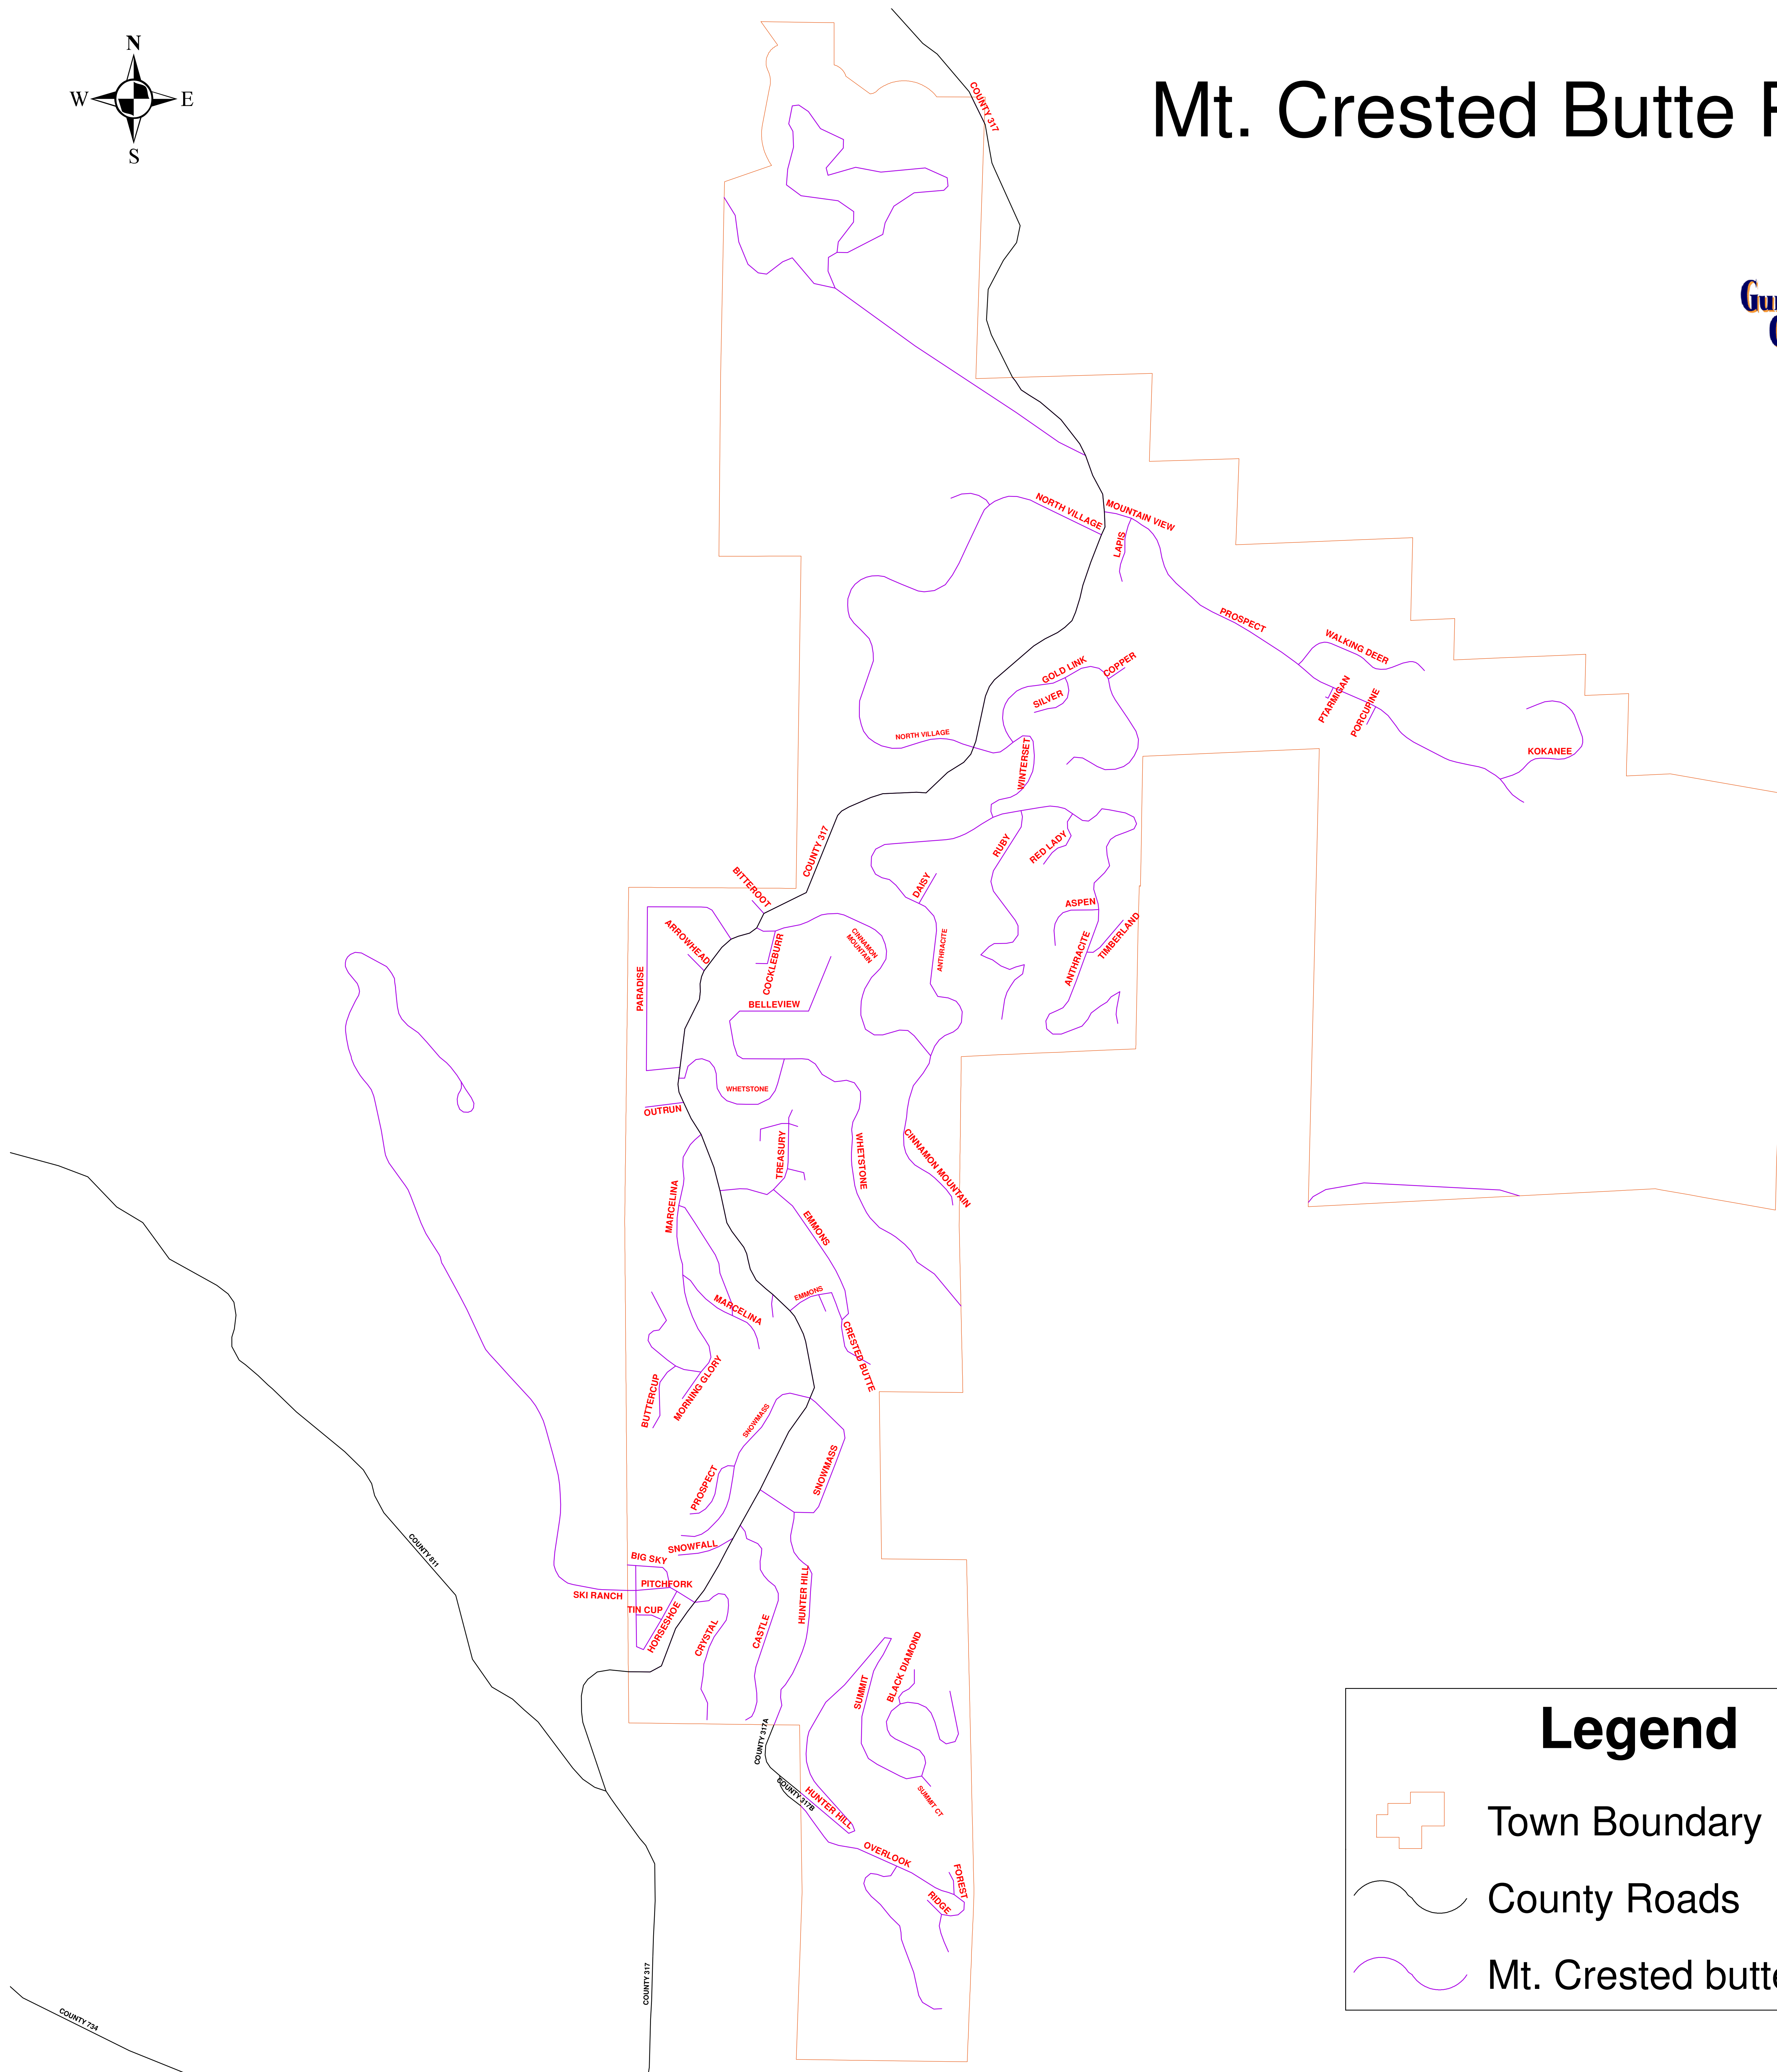 N
W E
S
Mt. Crested Butte
COUNTY 317
NORTH VILLAGE
MOUNTAIN VIEW
LAPIS
PROSPECT
WALKING DEER
PTARMIGAN
PORCUPINE
KOKANEE
GOLD LINK
COPPER
SILVER
NORTH VILLAGE
WINTERSET
COUNTY 317
RUBY
RED LADY
BITTEROOT
DAISY
ASPEN
TIMBERLAND
ARROWHEAD
COCKLEBURR
CINNAMON
MOUNTAIN
ANTHRACITE
ANTHRACITE
PARADISE
BELLEVIEW
WHETSTONE
OUTRUN
TREASURY
WHETSTONE
CINNAMON MOUNTAIN
MARCELINA
EMMONS
EMMONS
MARCELINA
CRESTED BUTTE
BUTTERCUP
MORNING GLORY
SNOWMASS
SNOWMASS
PROSPECT
COUNTY 811
SNOWFALL
BIG SKY
PITCHFORK
SKI RANCH
TIN CUP
HORSESHOE
CRYSTAL
CASTLE
HUNTER HILL
SUMMIT
BLACK DIAMOND
COUNTY 317A
COUNTY 317B
HUNTER HILL
SUMMIT CT
OVERLOOK
FOREST
RIDGE
COUNTY 317
COUNTY 734
Legend
Town Boundary
County Roads
Mt. Crested butte